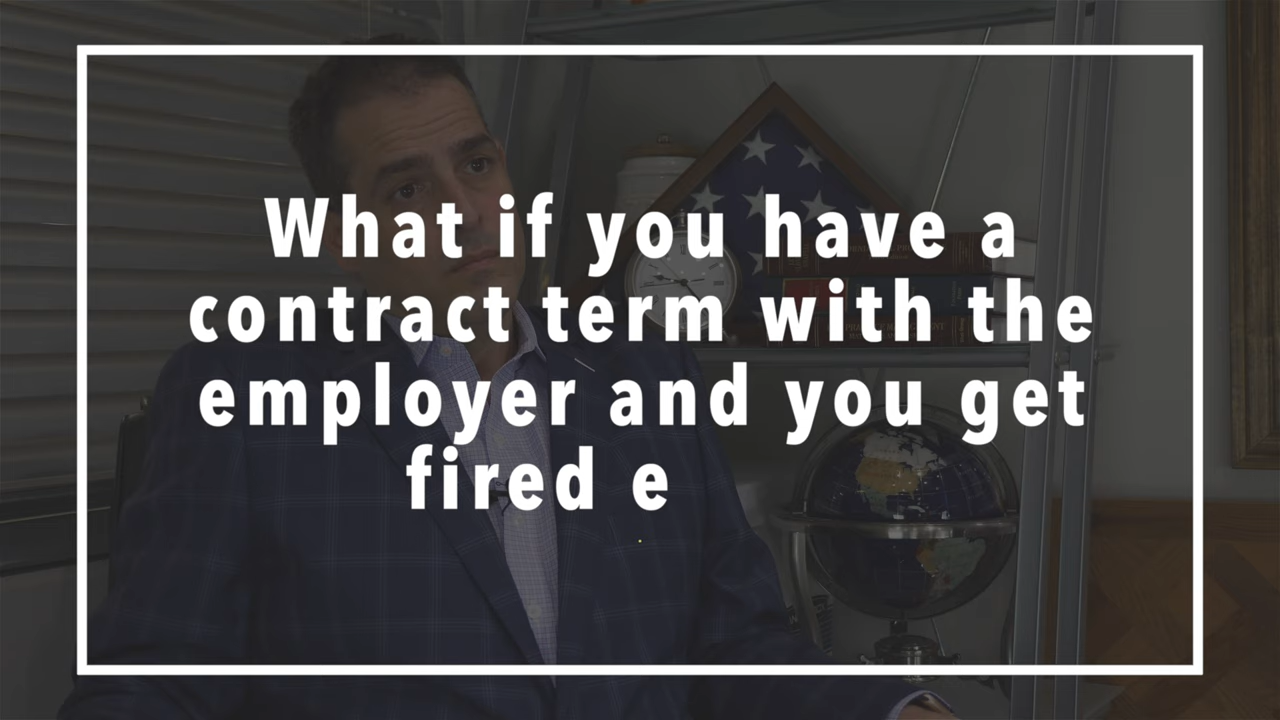 What if you have a
contract term with the
employer and you get
fired e